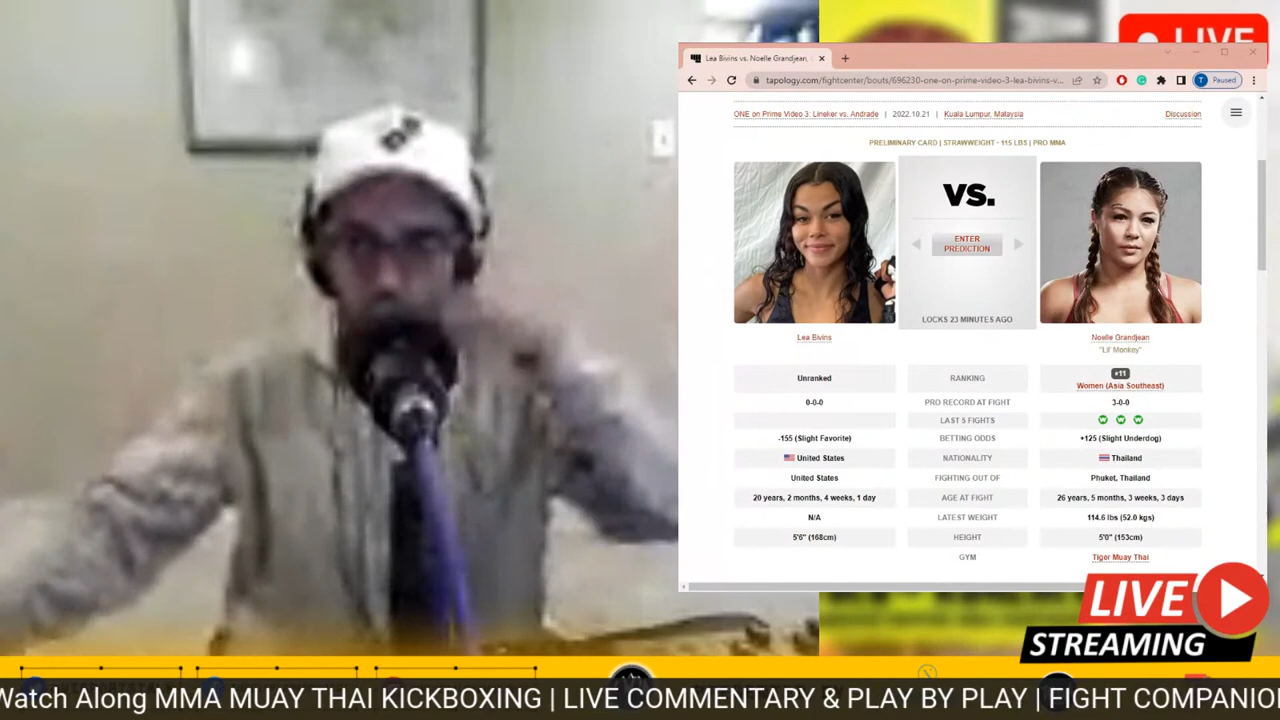 LIVE
Lea Bivins vs. Noelle Grandjean,
tapology.com/fightcenter/bouts/696230-one-on-prime-video-3-lea-bivins-v...
Paused
ONE on Prime Video 3: Lineker vs. Andrade | 2022.10.21 | Kuala Lumpur, Malaysia
Discussion
PRELIMINARY CARD | STRAWWEIGHT · 115 LBS | PRO MMA
VS.
ENTER
PREDICTION
LOCKS 23 MINUTES AGO
Lea Bivins
Noelle Grandjean
"Lil' Monkey"
Unranked RANKING #11
Women (Asia Southeast)
0-0-0 PRO RECORD AT FIGHT 3-0-0
LAST 5 FIGHTS W W W
-155 (Slight Favorite) BETTING ODDS +125 (Slight Underdog)
United States NATIONALITY Thailand
United States FIGHTING OUT OF Phuket, Thailand
20 years, 2 months, 4 weeks, 1 day AGE AT FIGHT 26 years, 5 months, 3 weeks, 3 days
N/A LATEST WEIGHT 114.6 lbs (52.0 kgs)
5'6" (168cm) HEIGHT 5'0" (153cm)
GYM Tiger Muay Thai
LIVE
STREAMING
Watch Along MMA MUAY THAI KICKBOXING | LIVE COMMENTARY & PLAY BY PLAY | FIGHT COMPANIO